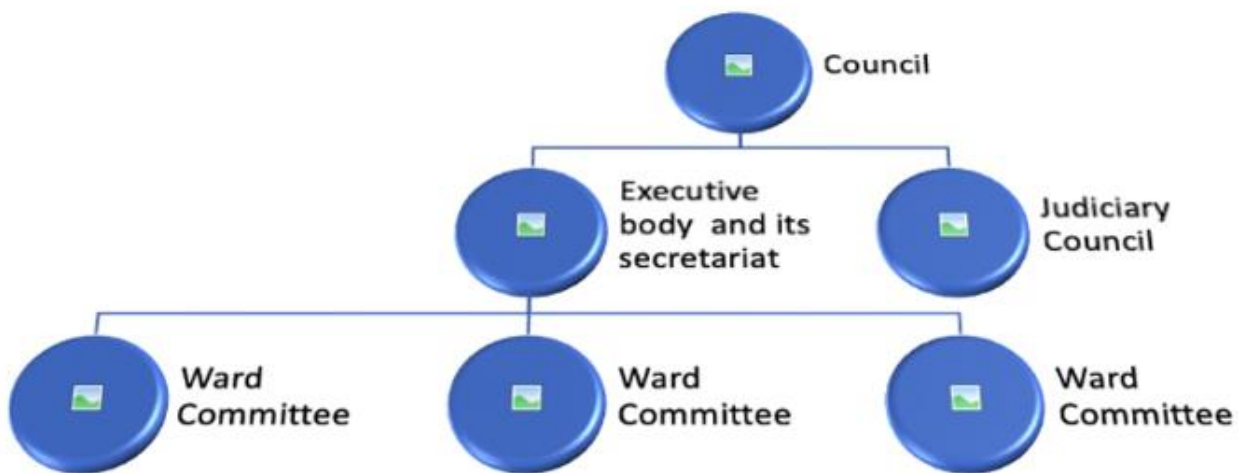 Council
Executive
body and its
secretariat
Judiciary
Council
Ward
Committee
Ward
Committee
Ward
Committee